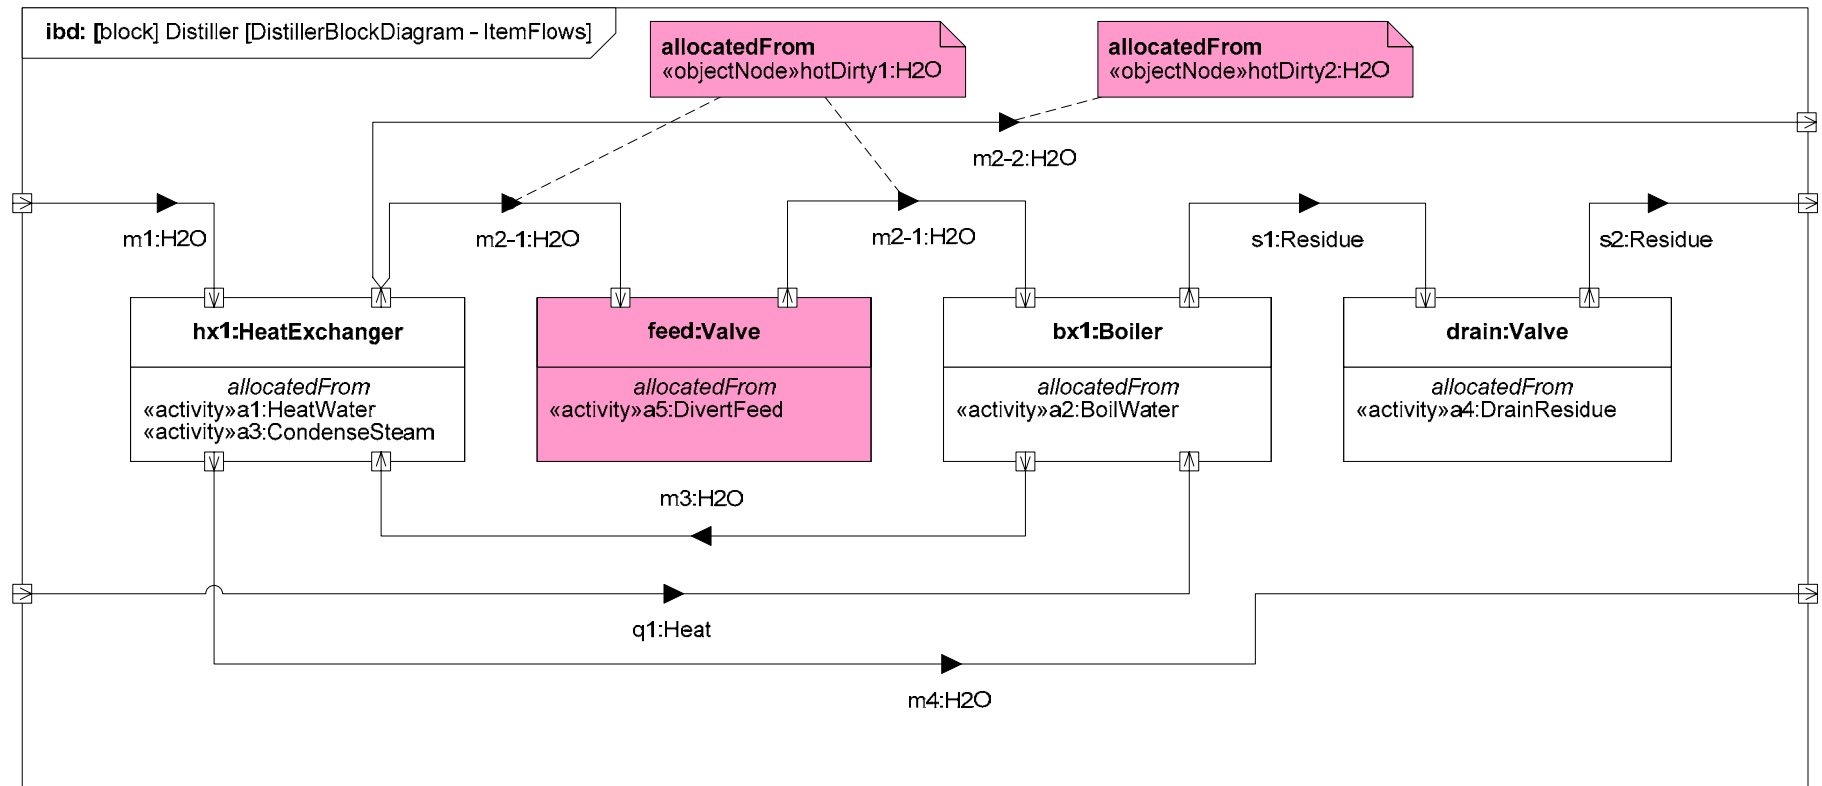 ibd: [block] Distiller [DistillerBlockDiagram - ItemFlows]
allocatedFrom
«objectNode»hotDirty1:H2O
allocatedFrom
«objectNode»hotDirty2:H2O
m2-2:H2O
m1:H2O
m2-1:H2O
m2-1:H2O
s1:Residue
s2:Residue
hx1:HeatExchanger
allocatedFrom
«activity»a1:HeatWater
«activity»a3:CondenseSteam
feed:Valve
allocatedFrom
«activity»a5:DivertFeed
bx1:Boiler
allocatedFrom
«activity»a2:BoilWater
drain:Valve
allocatedFrom
«activity»a4:DrainResidue
m3:H2O
q1:Heat
m4:H2O